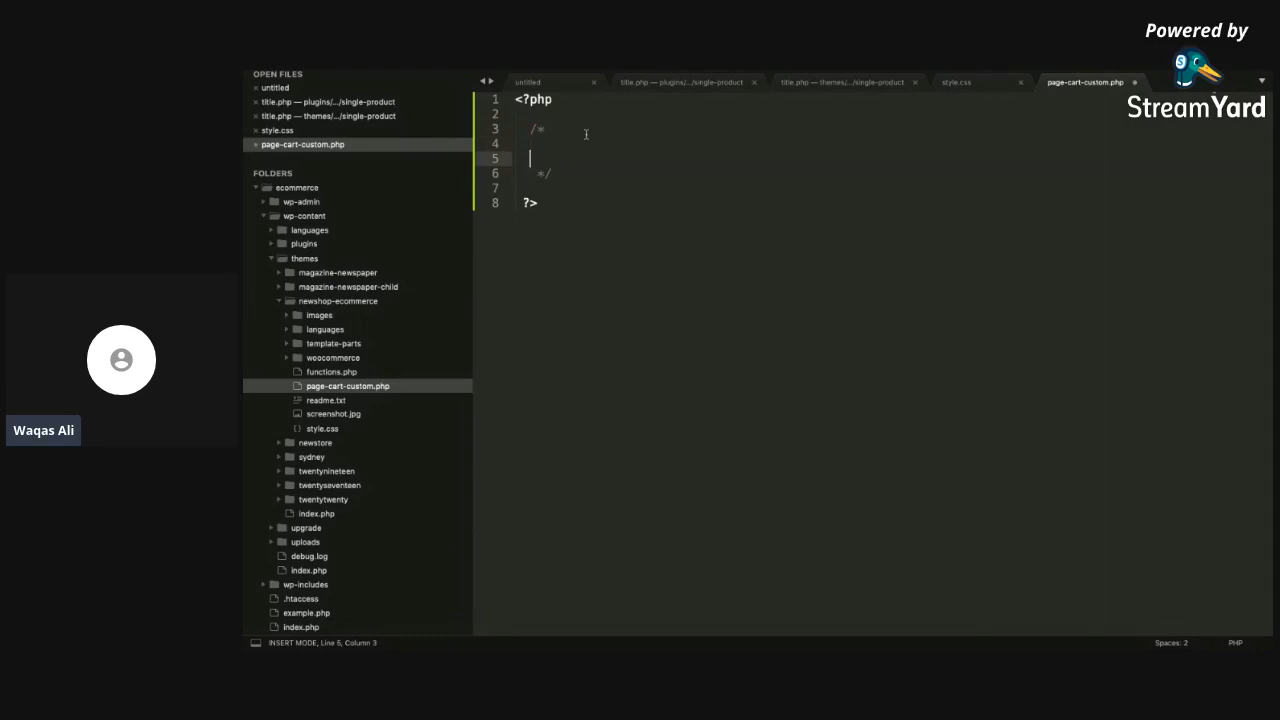 Powered by
StreamYard
OPEN FILES
untitled
title.php — plugins/.../single-product
title.php — themes/.../single-product
style.css
page-cart-custom.php
FOLDERS
ecommerce
wp-admin
wp-content
languages
plugins
themes
magazine-newspaper
magazine-newspaper-child
newshop-ecommerce
images
languages
template-parts
woocommerce
functions.php
page-cart-custom.php
readme.txt
screenshot.jpg
style.css
newstore
sydney
twentynineteen
twentyseventeen
twentytwenty
index.php
upgrade
uploads
debug.log
index.php
wp-includes
.htaccess
example.php
index.php
untitled
title.php — plugins/.../single-product
title.php — themes/.../single-product
style.css
page-cart-custom.php
1 <?php
2
3 /*
4
5
6 */
7
8 ?>
Waqas Ali
INSERT MODE, Line 5, Column 3
Spaces: 2
PHP